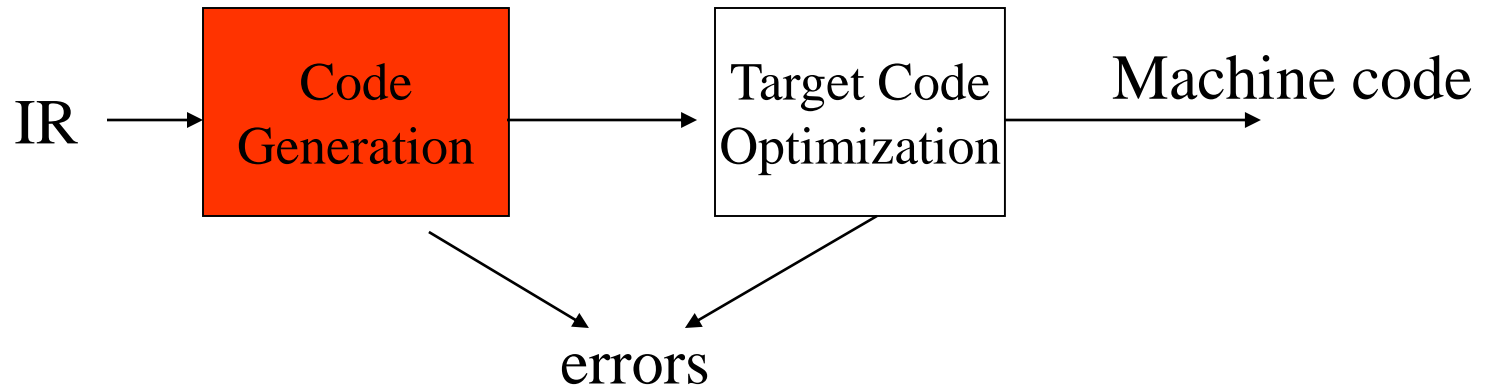 IR
Code
Generation
Target Code
Optimization
Machine code
errors